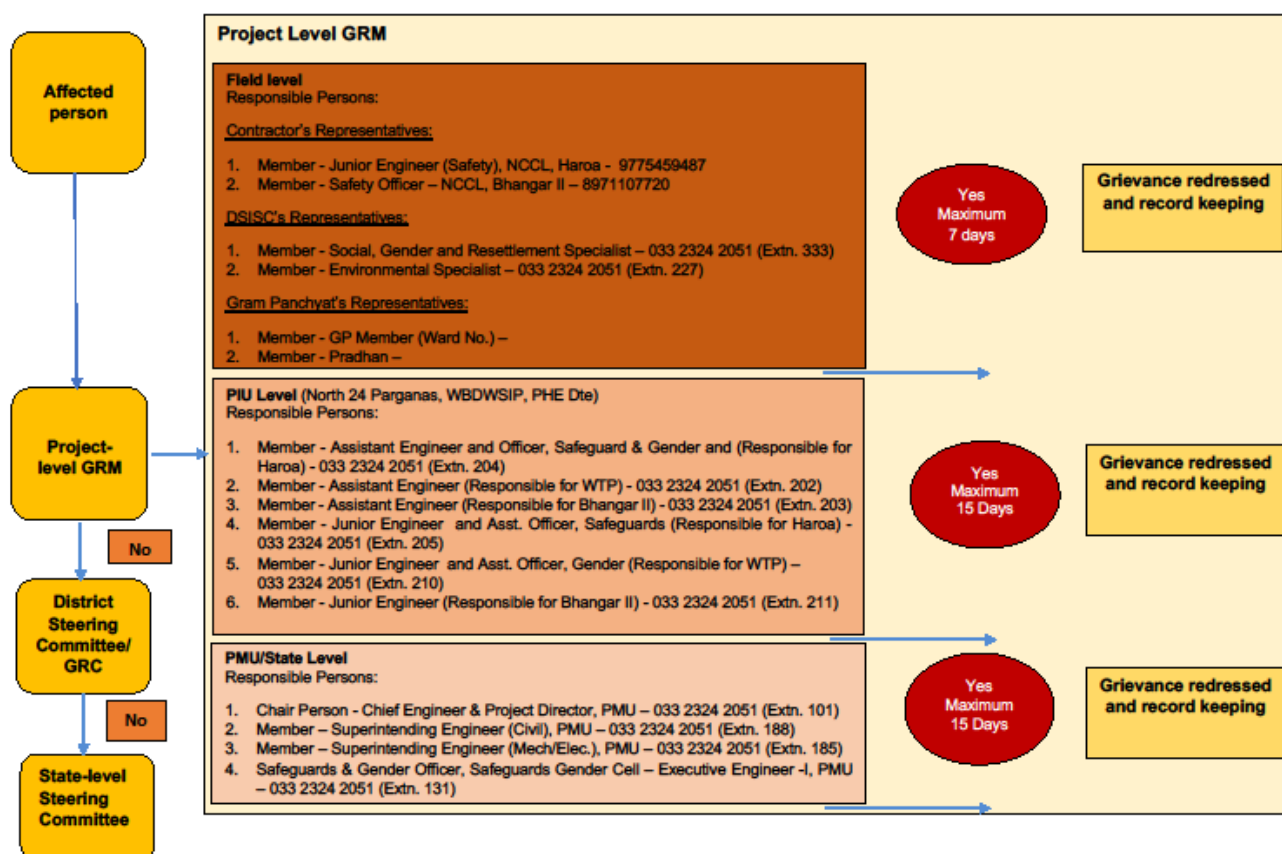 Affected
person
Project-
level GRM
No
District
Steering
Committee/
GRC
No
State-level
Steering
Committee
Project Level GRM
Field level
Responsible Persons:
Contractor's Representatives:
1. Member - Junior Engineer (Safety), NCCL, Haroa - 9775459487
2. Member - Safety Officer – NCCL, Bhangar II – 8971107720
DSISC's Representatives:
1. Member - Social, Gender and Resettlement Specialist – 033 2324 2051 (Extn. 333)
2. Member - Environmental Specialist – 033 2324 2051 (Extn. 227)
Gram Panchyat's Representatives:
1. Member - GP Member (Ward No.) –
2. Member - Pradhan –
Yes
Maximum
7 days
Grievance redressed
and record keeping
PIU Level (North 24 Parganas, WBDWSIP, PHE Dte)
Responsible Persons:
1. Member - Assistant Engineer and Officer, Safeguard & Gender and (Responsible for
Haroa) - 033 2324 2051 (Extn. 204)
2. Member - Assistant Engineer (Responsible for WTP) - 033 2324 2051 (Extn. 202)
3. Member - Assistant Engineer (Responsible for Bhangar II) - 033 2324 2051 (Extn. 203)
4. Member - Junior Engineer and Asst. Officer, Safeguards (Responsible for Haroa) -
033 2324 2051 (Extn. 205)
5. Member - Junior Engineer and Asst. Officer, Gender (Responsible for WTP) –
033 2324 2051 (Extn. 210)
6. Member - Junior Engineer (Responsible for Bhangar II) - 033 2324 2051 (Extn. 211)
Yes
Maximum
15 Days
Grievance redressed
and record keeping
PMU/State Level
Responsible Persons:
1. Chair Person - Chief Engineer & Project Director, PMU – 033 2324 2051 (Extn. 101)
2. Member – Superintending Engineer (Civil), PMU – 033 2324 2051 (Extn. 188)
3. Member – Superintending Engineer (Mech/Elec.), PMU – 033 2324 2051 (Extn. 185)
4. Safeguards & Gender Officer, Safeguards Gender Cell – Executive Engineer -I, PMU
– 033 2324 2051 (Extn. 131)
Yes
Maximum
15 Days
Grievance redressed
and record keeping